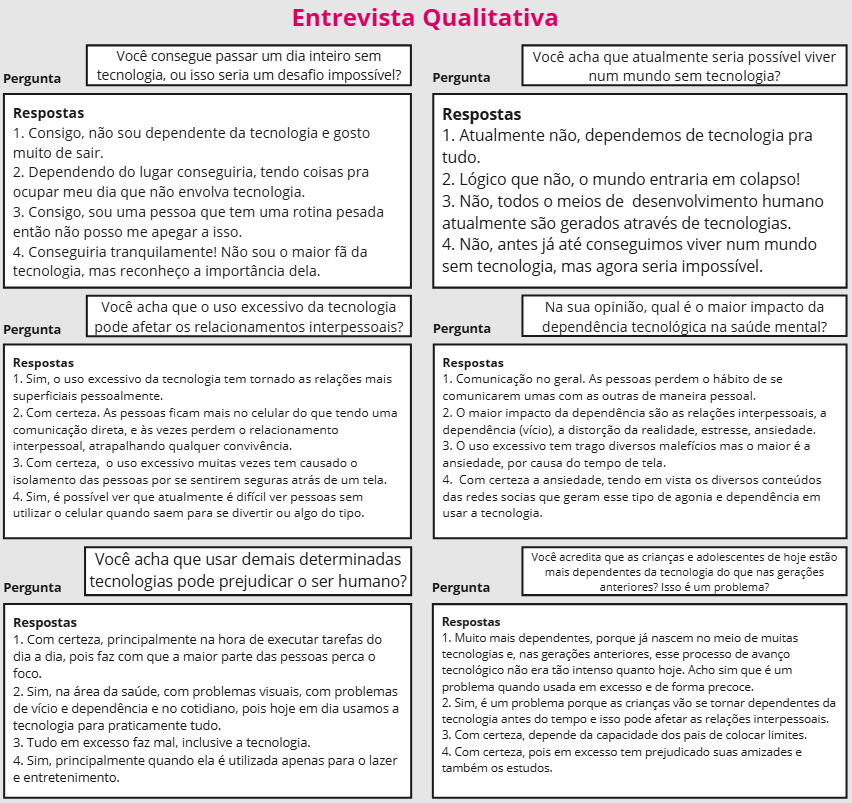 Entrevista Qualitativa
Pergunta
Você consegue passar um dia inteiro sem
tecnologia, ou isso seria um desafio impossível?
Respostas
1. Consigo, não sou dependente da tecnologia e gosto
muito de sair.
2. Dependendo do lugar conseguiria, tendo coisas pra
ocupar meu dia que não envolva tecnologia.
3. Consigo, sou uma pessoa que tem uma rotina pesada
então não posso me apegar a isso.
4. Conseguiria tranquilamente! Não sou o maior fã da
tecnologia, mas reconheço a importância dela.
Pergunta
Você acha que atualmente seria possível viver
num mundo sem tecnologia?
Respostas
1. Atualmente não, dependemos de tecnologia pra
tudo.
2. Lógico que não, o mundo entraria em colapso!
3. Não, todos o meios de  desenvolvimento humano
atualmente são gerados através de tecnologias.
4. Não, antes já até conseguimos viver num mundo
sem tecnologia, mas agora seria impossível.
Pergunta
Você acha que o uso excessivo da tecnologia
pode afetar os relacionamentos interpessoais?
Respostas
1. Sim, o uso excessivo da tecnologia tem tornado as relações mais
superficiais pessoalmente.
2. Com certeza. As pessoas ficam mais no celular do que tendo uma
comunicação direta, e às vezes perdem o relacionamento
interpessoal, atrapalhando qualquer convivência.
3. Com certeza,  o uso excessivo muitas vezes tem causado o
isolamento das pessoas por se sentirem seguras atrás de um tela.
4. Sim, é possível ver que atualmente é difícil ver pessoas sem
utilizar o celular quando saem para se divertir ou algo do tipo.
Pergunta
Na sua opinião, qual é o maior impacto da
dependência tecnológica na saúde mental?
Respostas
1. Comunicação no geral. As pessoas perdem o hábito de se
comunicarem umas com as outras de maneira pessoal.
2. O maior impacto da dependência são as relações interpessoais, a
dependência (vício), a distorção da realidade, estresse, ansiedade.
3. O uso excessivo tem trago diversos malefícios mas o maior é a
ansiedade, por causa do tempo de tela.
4.  Com certeza a ansiedade, tendo em vista os diversos conteúdos
das redes socias que geram esse tipo de agonia e dependência em
usar a tecnologia.
Pergunta
Você acha que usar demais determinadas
tecnologias pode prejudicar o ser humano?
Respostas
1. Com certeza, principalmente na hora de executar tarefas do
dia a dia, pois faz com que a maior parte das pessoas perca o
foco.
2. Sim, na área da saúde, com problemas visuais, com problemas
de vício e dependência e no cotidiano, pois hoje em dia usamos a
tecnologia para praticamente tudo.
3. Tudo em excesso faz mal, inclusive a tecnologia.
4. Sim, principalmente quando ela é utilizada apenas para o lazer
e entretenimento.
Pergunta
Você acredita que as crianças e adolescentes de hoje estão
mais dependentes da tecnologia do que nas gerações
anteriores? Isso é um problema?
Respostas
1. Muito mais dependentes, porque já nascem no meio de muitas
tecnologias e, nas gerações anteriores, esse processo de avanço
tecnológico não era tão intenso quanto hoje. Acho sim que é um
problema quando usada em excesso e de forma precoce.
2. Sim, é um problema porque as crianças vão se tornar dependentes da
tecnologia antes do tempo e isso pode afetar as relações interpessoais.
3. Com certeza, depende da capacidade dos pais de colocar limites.
4. Com certeza, pois em excesso tem prejudicado suas amizades e
também os estudos.